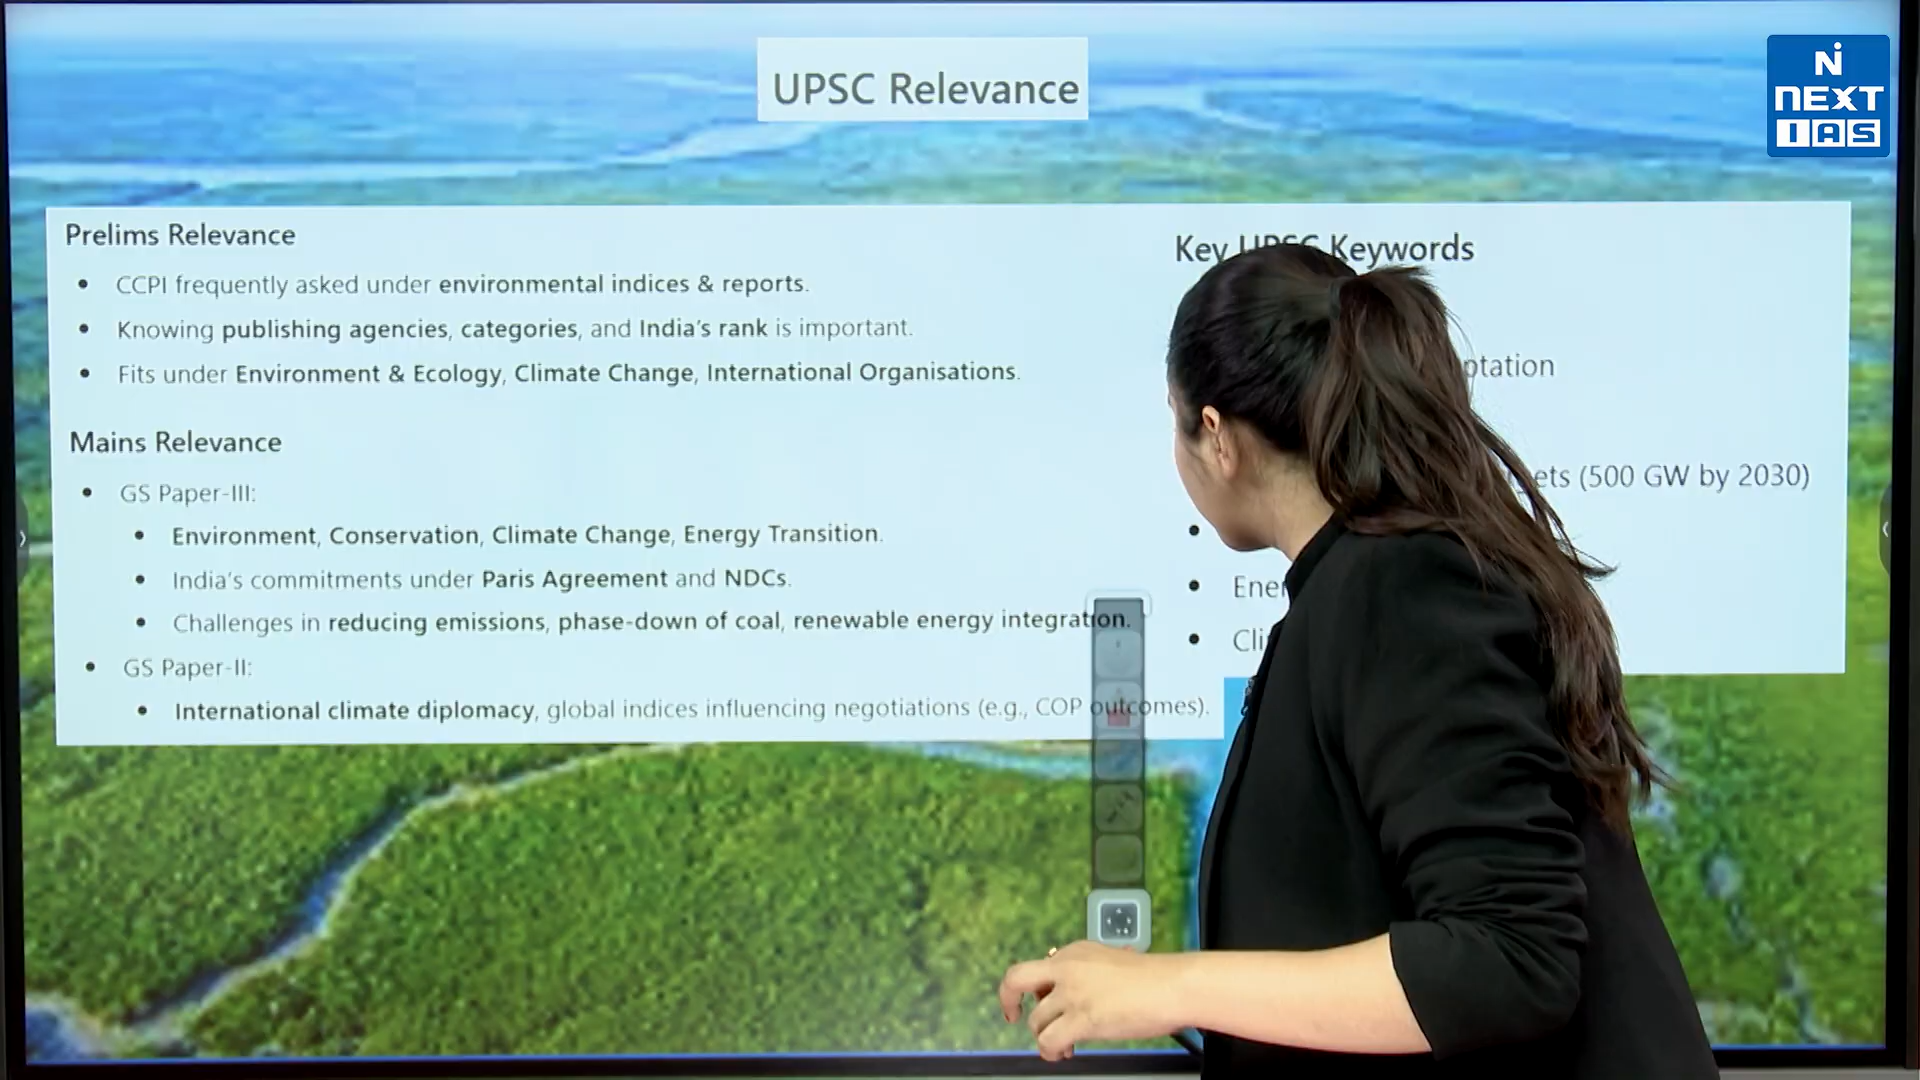 UPSC Relevance
NEXT
IAS
Prelims Relevance
• CCPI frequently asked under environmental indices & reports.
• Knowing publishing agencies, categories, and India's rank is important.
• Fits under Environment & Ecology, Climate Change, International Organisations.
Mains Relevance
• GS Paper-III:
• Environment, Conservation, Climate Change, Energy Transition.
• India's commitments under Paris Agreement and NDCs.
• Challenges in reducing emissions, phase-down of coal, renewable energy integration.
• GS Paper-II:
• International climate diplomacy, global indices influencing negotiations (e.g., COP outcomes).
Key UPSC Keywords
(500 GW by 2030)